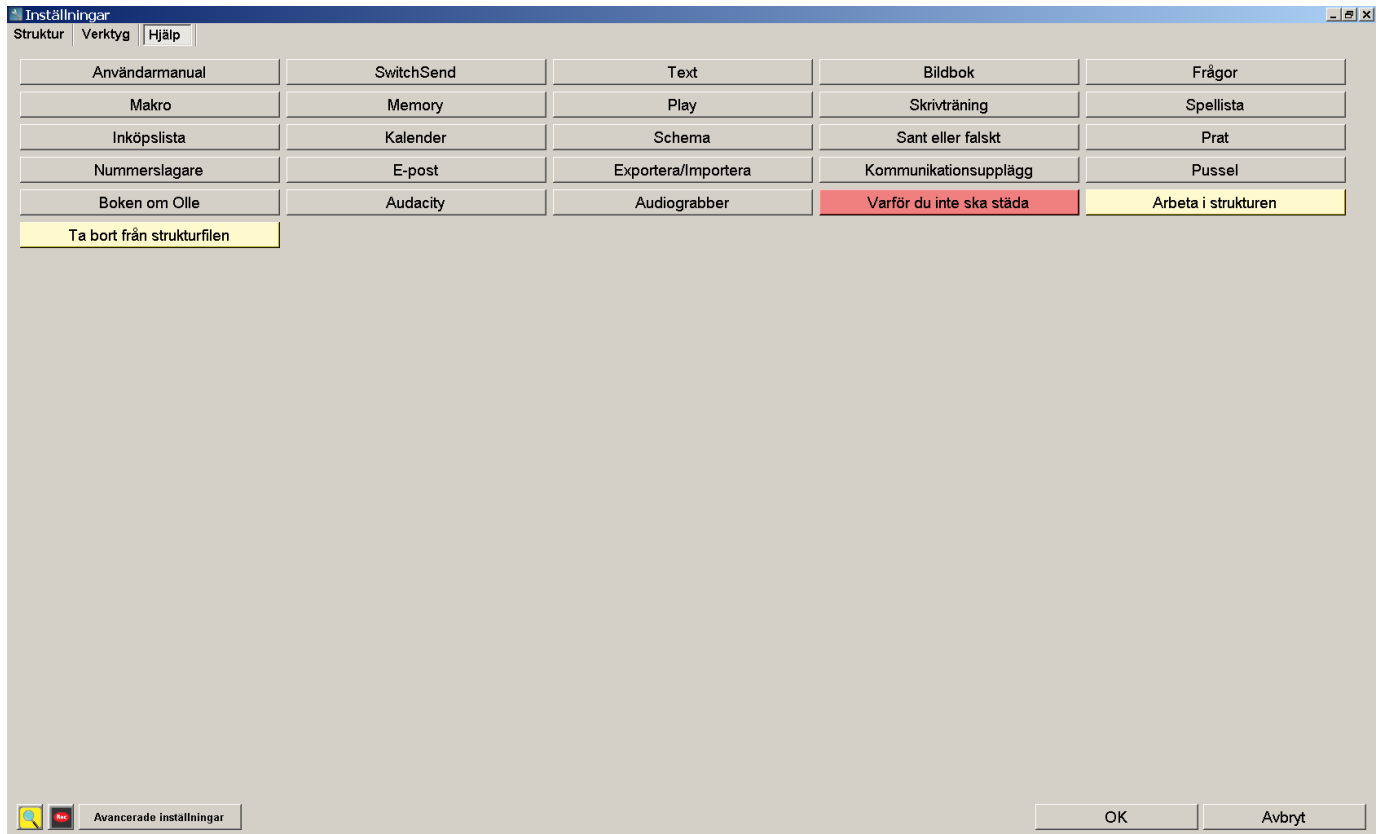 Inställningar
Struktur Verktyg Hjälp
Användarmanual SwitchSend Text Bildbok Frågor
Makro Memory Play Skrivträning Spellista
Inköpslista Kalender Schema Sant eller falskt Prat
Nummerslagare E-post Exportera/Importera Kommunikationsupplägg Pussel
Boken om Olle Audacity Audiograbber Varför du inte ska städa Arbeta i strukturen
Ta bort från strukturfilen
Rec Avancerade inställningar OK Avbryt